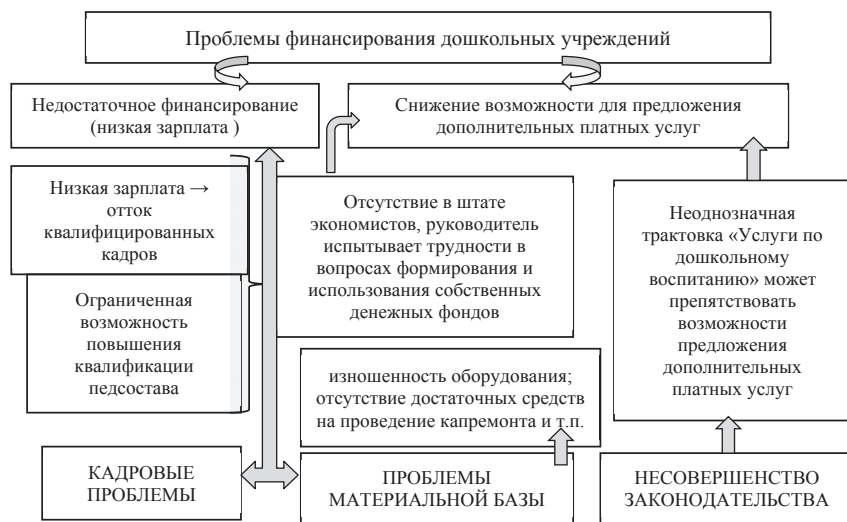 Проблемы финансирования дошкольных учреждений
Недостаточное финансирование
(низкая зарплата )
Снижение возможности для предложения
дополнительных платных услуг
Низкая зарплата →
отток
квалифицированных
кадров
Отсутствие в штате
экономистов, руководитель
испытывает трудности в
вопросах формирования и
использования собственных
денежных фондов
Неоднозначная
трактовка «Услуги по
дошкольному
воспитанию» может
препятствовать
возможности
предложения
дополнительных
платных услуг
Ограниченная
возможность
повышения
квалификации
педсостава
изношенность оборудования;
отсутствие достаточных средств
на проведение капремонта и т.п.
КАДРОВЫЕ
ПРОБЛЕМЫ
ПРОБЛЕМЫ
МАТЕРИАЛЬНОЙ БАЗЫ
НЕСОВЕРШЕНСТВО
ЗАКОНОДАТЕЛЬСТВА